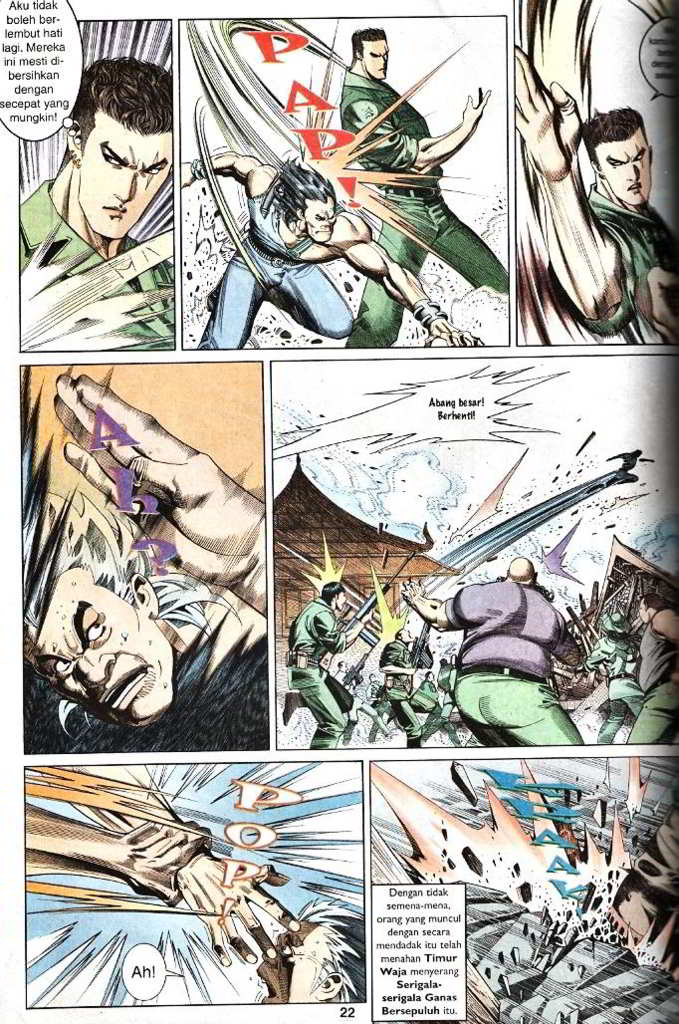 Aku tidak
boleh ber-
lembut hati
lagi. Mereka
ini mesti di-
bersihkan
dengan
secepat yang
mungkin!
PAP!
Ah?
Abang besar!
Berhenti!
POP!
Ah!
Dengan tidak
semena-mena,
orang yang muncul
dengan secara
mendadak itu telah
menahan Timur
Waja menyerang
Serigala-
serigala Ganas
Bersepuluh itu.
22